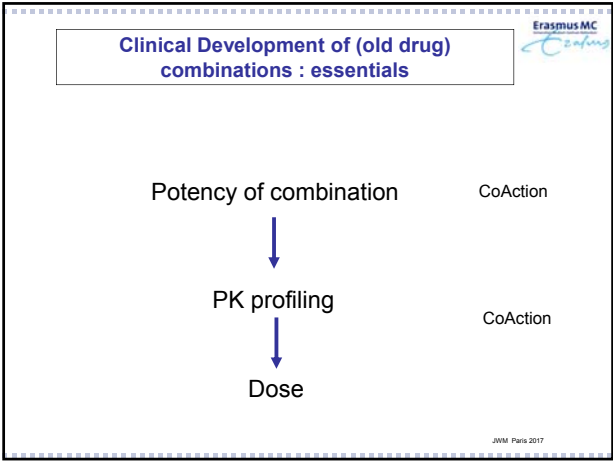 Erasmus MC
Clinical Development of (old drug)
combinations : essentials
Potency of combination
CoAction
PK profiling
CoAction
Dose
JWM Paris 2017